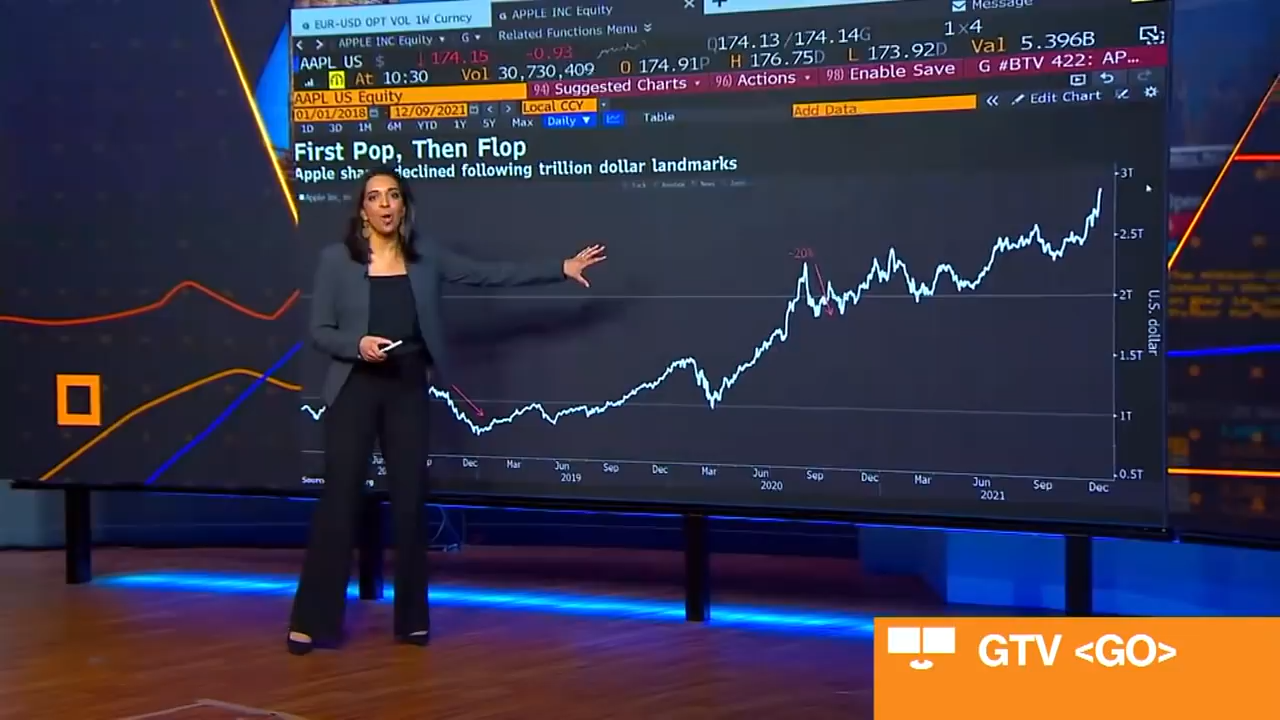 EUR-USD OPT VOL 1W Curncy
APPLE INC Equity
Message
APPLE INC Equity
G
Related Functions Menu
AAPL US $ 174.15 -0.93 Q174.13/174.14G 1×4
At 10:30 Vol 30,730,409 O 174.91P H 176.75D L 173.92D Val 5.396B
AAPL US Equity 94) Suggested Charts 96) Actions 98) Enable Save G #BTV 422: AP...
01/01/2018 12/09/2021 Local CCY Add Data Edit Chart
1D 3D 1M 6M YTD 1Y 5Y Max Daily Table
First Pop, Then Flop
Apple declined following trillion dollar landmarks
Apple Inc,
-20%
3T
2.5T
2T
1.5T
1T
0.5T
U.S. dollar
Dec Mar Jun Sep Dec Mar Jun Sep Dec Mar Jun Sep Dec
2019 2020 2021
GTV <GO>